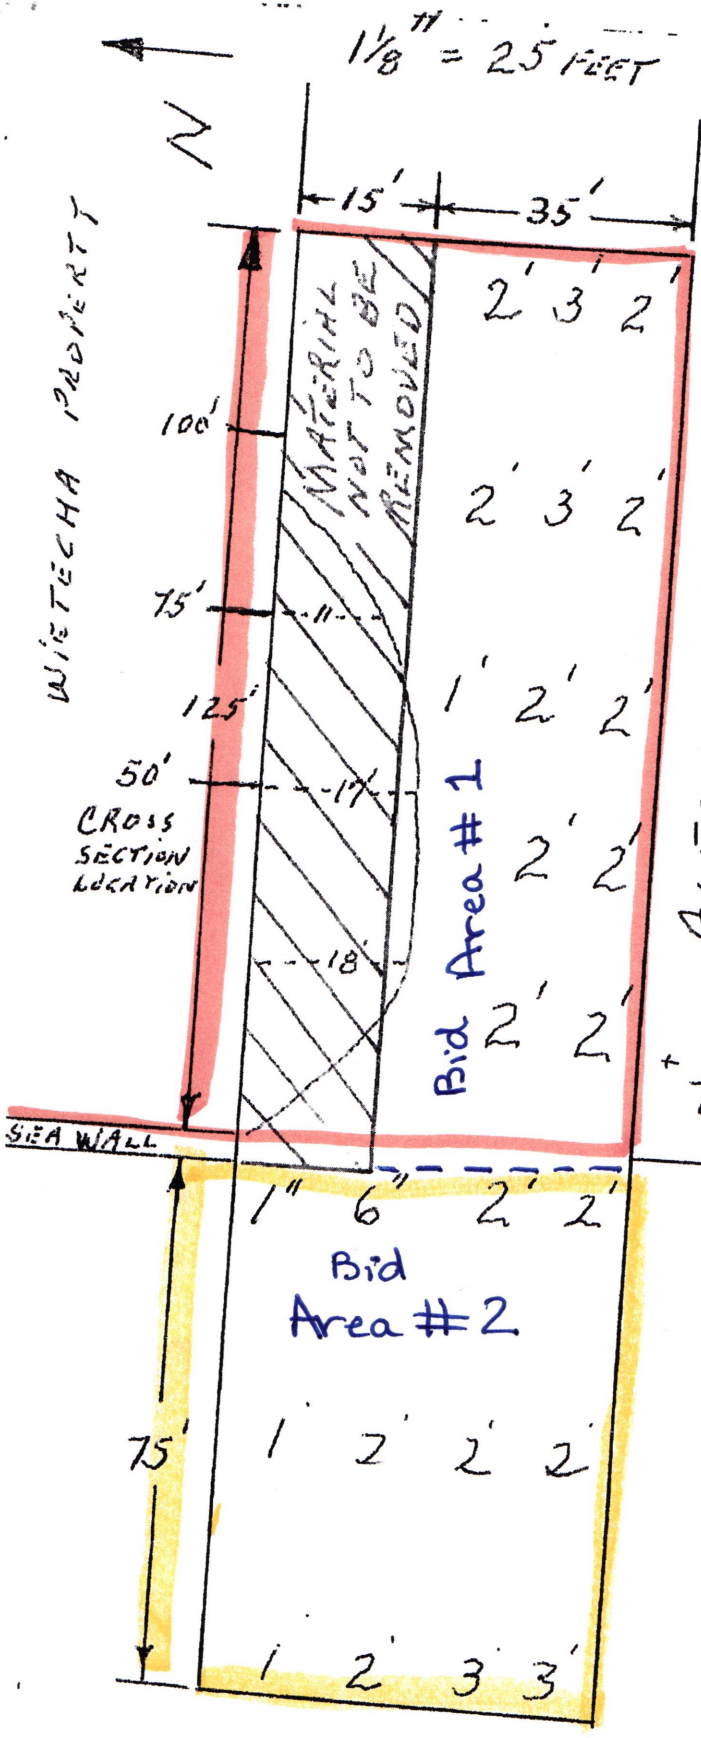 1 1/8" = 25 FEET
N
15' 35'
WIETECHA PROPERTY
MATERIAL
NOT TO BE
REMOVED
2' 3' 2'
100'
2' 3' 2'
75'
11'
125'
1' 2' 2'
50'
17'
CROSS
SECTION
LOCATION
Bid Area #1
2' 2'
18'
2' 2'
SEA WALL
1" 6" 2' 2'
Bid
Area #2
75'
1' 2' 2' 2'
1 2' 3' 3'